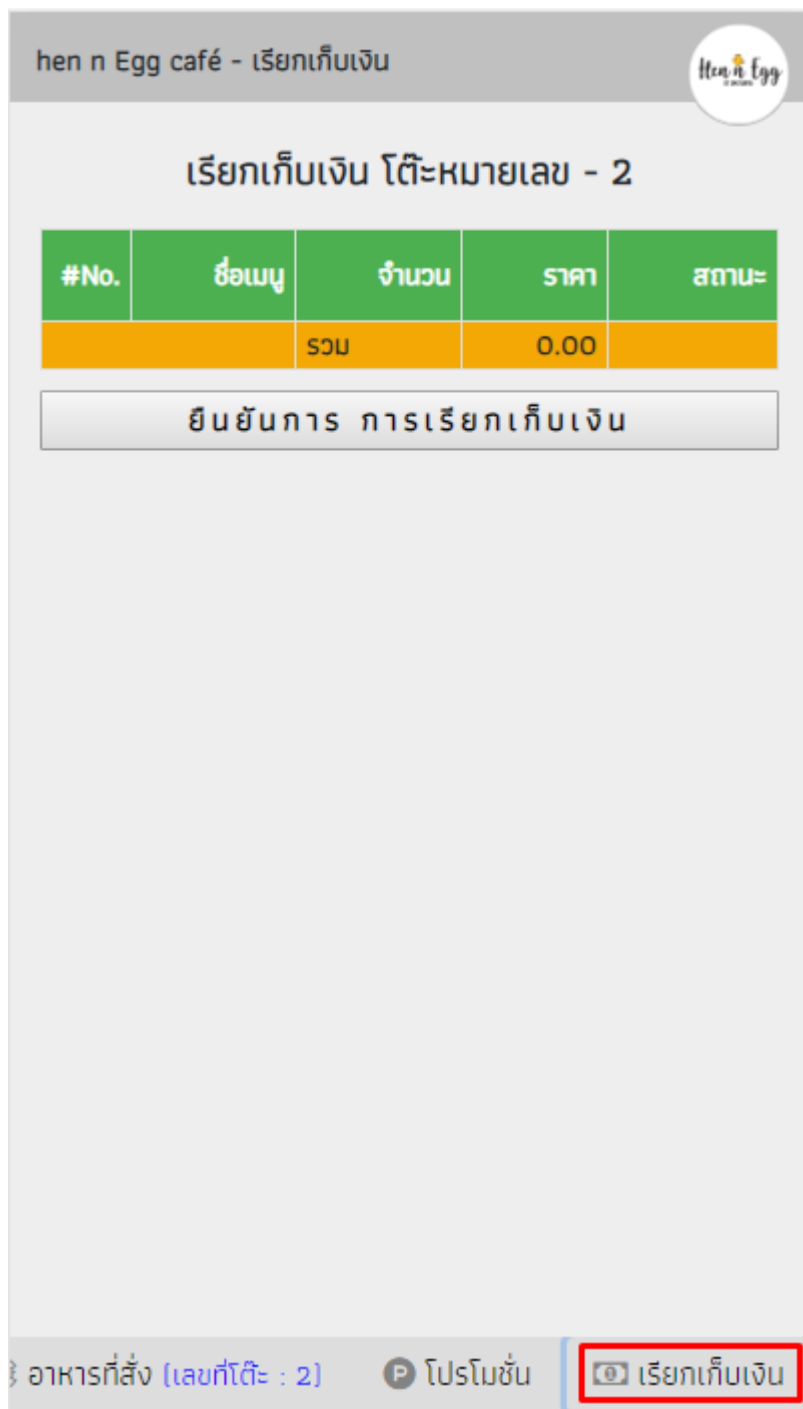 hen n Egg café - เรียกเก็บเงิน
Hen n Egg
เรียกเก็บเงิน โต๊ะหมายเลข - 2
#No. ชื่อเมนู จำนวน ราคา สถานะ
รวม 0.00
ยืนยันการ การเรียกเก็บเงิน
อาหารที่สั่ง (เลขที่โต๊ะ : 2) P โปรโมชั่น เรียกเก็บเงิน